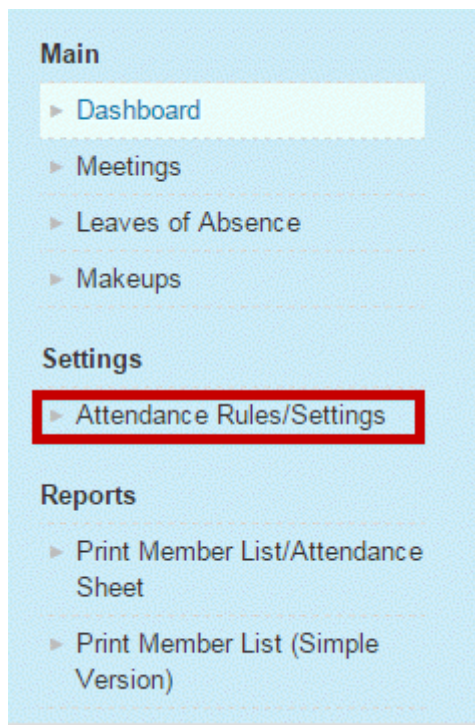 Main
Dashboard
Meetings
Leaves of Absence
Makeups
Settings
Attendance Rules/Settings
Reports
Print Member List/Attendance
Sheet
Print Member List (Simple
Version)